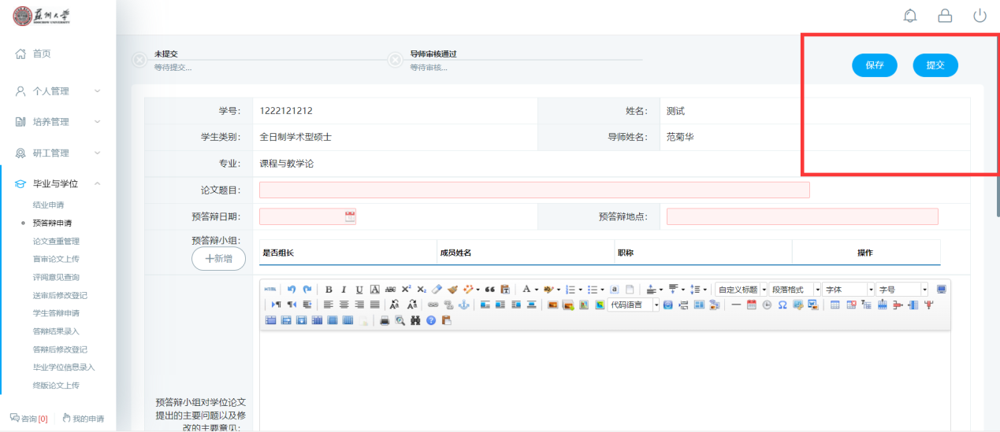 蘇州大学
SOOCHOW UNIVERSITY
首页
个人管理
培养管理
研工管理
毕业与学位
结业申请
预答辩申请
论文查重管理
盲审论文上传
评阅意见查询
送审后修改登记
学生答辩申请
答辩结果录入
答辩后修改登记
毕业学位信息录入
终版论文上传
咨询[0] 我的申请
未提交
等待提交...
导师审核通过
等待审核...
保存 提交
学号： 1222121212 姓名： 测试
学生类别： 全日制学术型硕士 导师姓名： 范菊华
专业： 课程与教学论
论文题目：
预答辩日期： 预答辩地点：
预答辩小组：
+新增
是否组长 成员姓名 职称 操作
HTML 自定义标题 段落格式 字体 字号
代码语言
预答辩小组对学位论文
提出的主要问题以及修
改的主要意见：